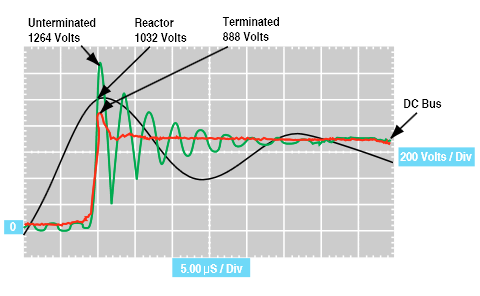 Unterminated
1264 Volts
Reactor
1032 Volts
Terminated
888 Volts
DC Bus
200 Volts / Div
0
5.00 µS / Div